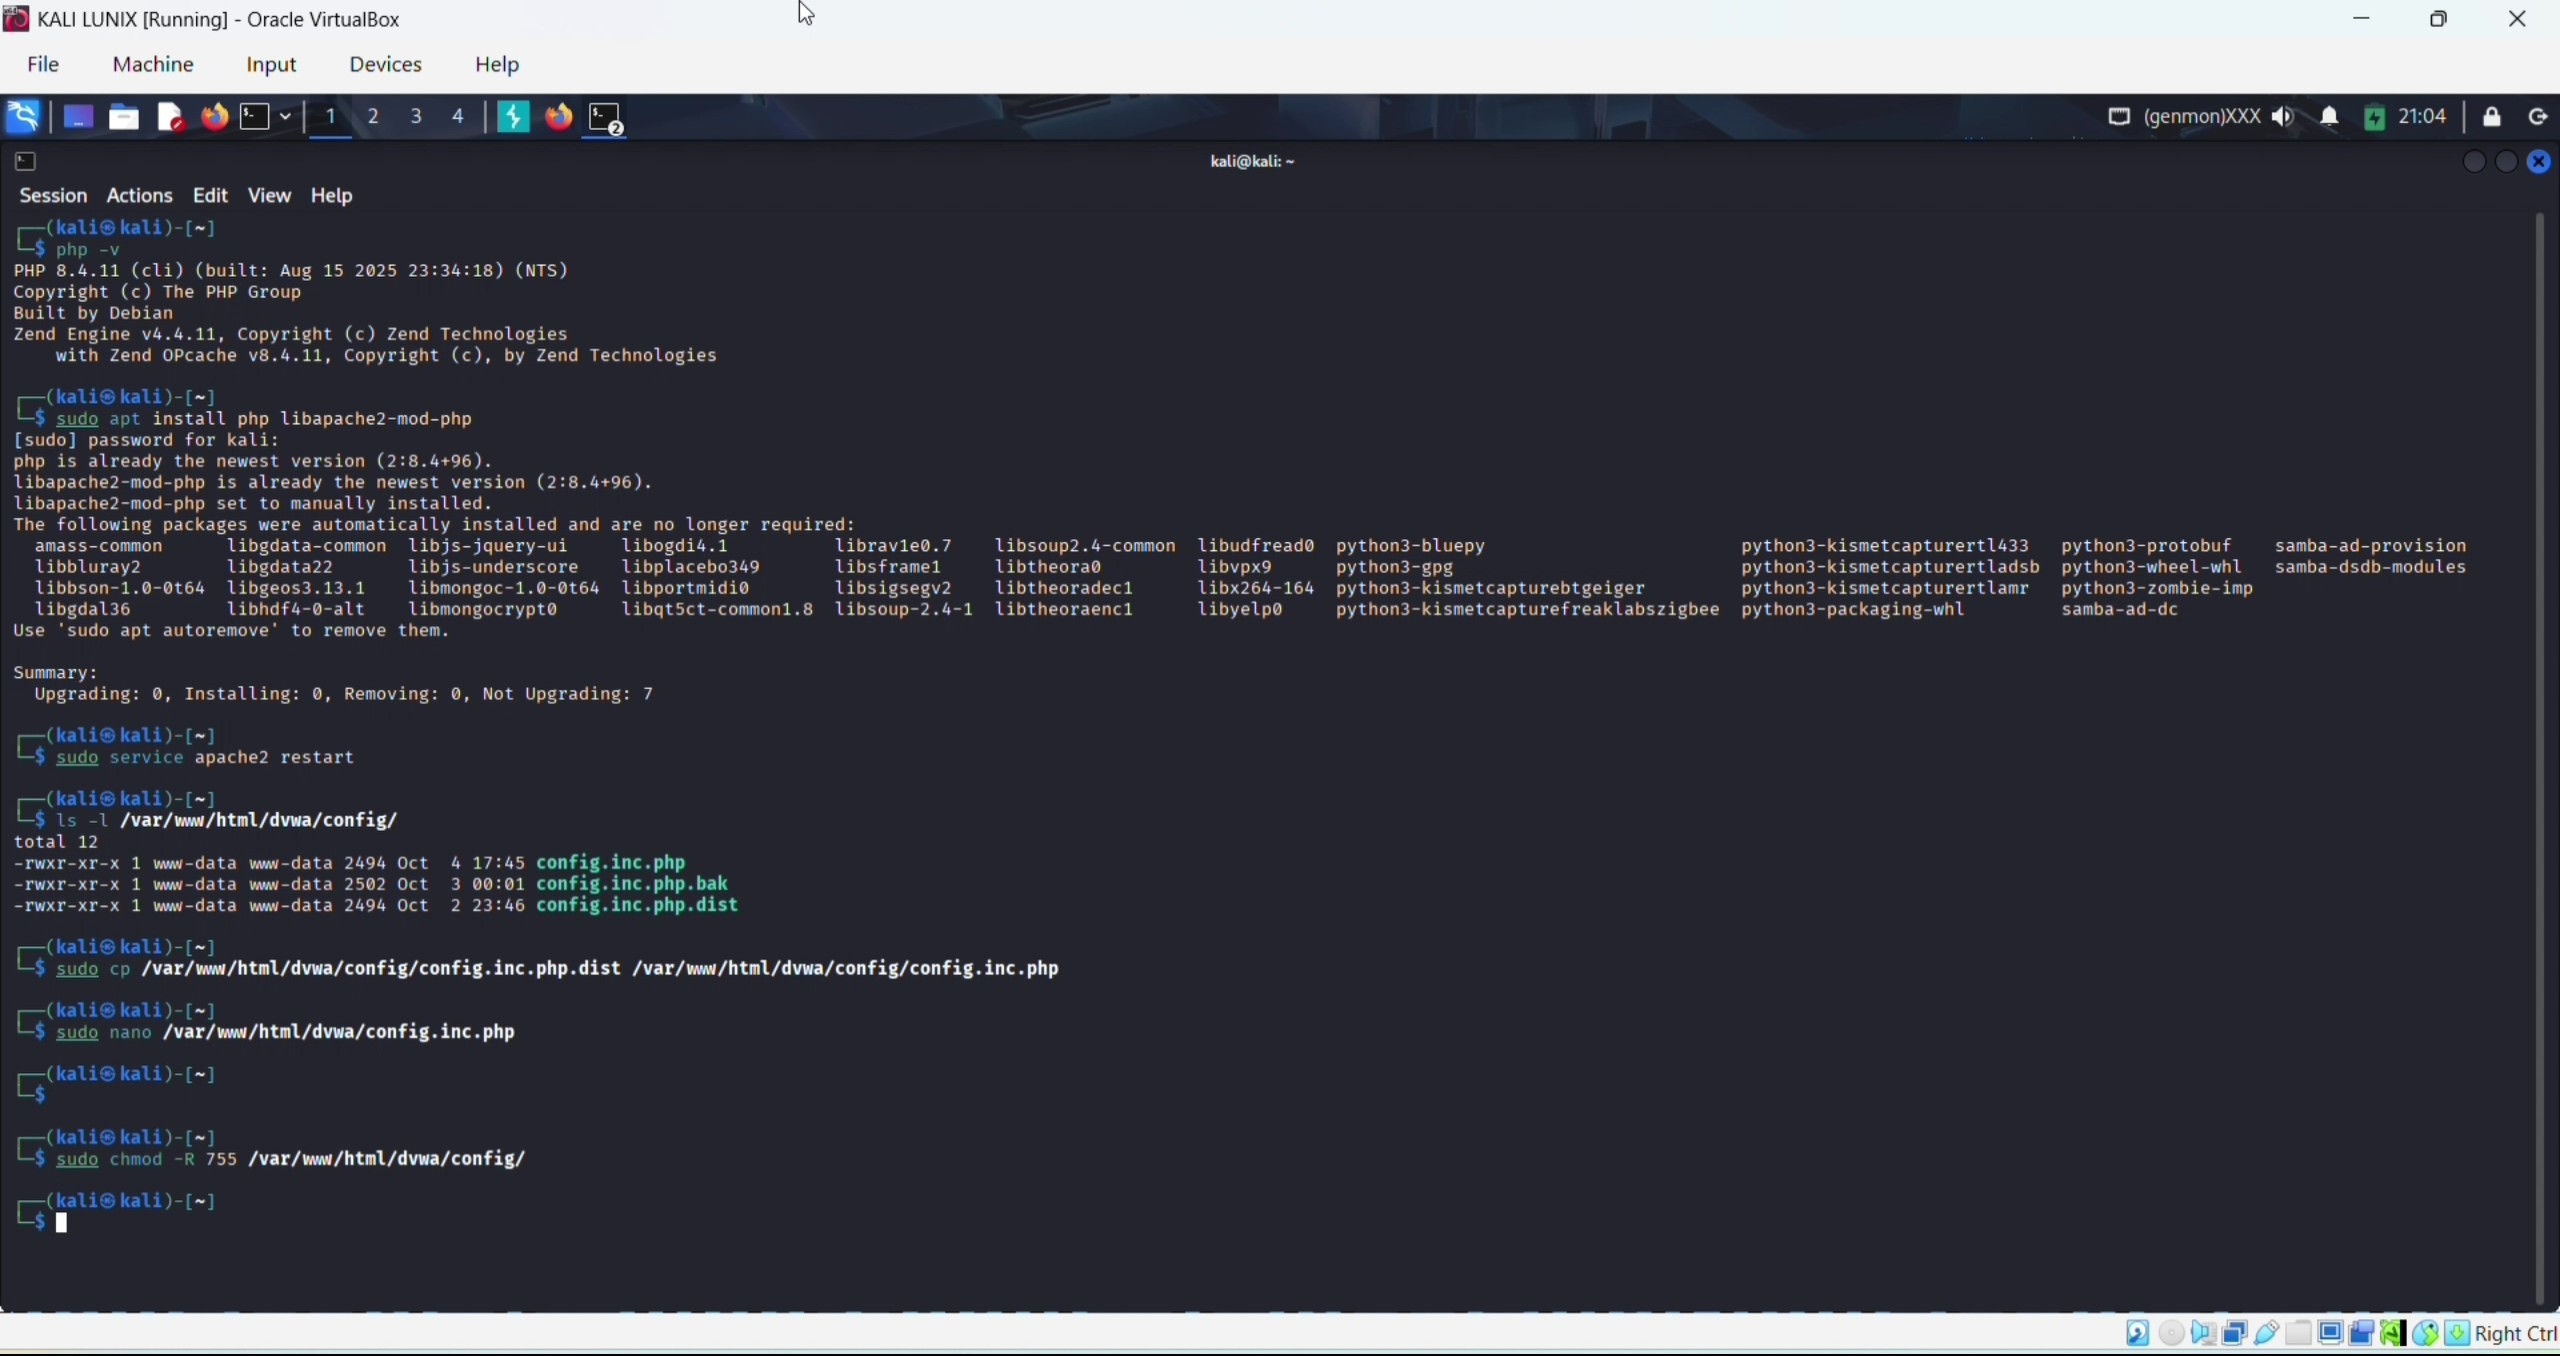 KALI LUNIX [Running] - Oracle VirtualBox
File Machine Input Devices Help
1 2 3 4 2 (genmon)XXX 21:04
kali@kali: ~
Session Actions Edit View Help
┌──(kali㉿kali)-[~]
└─$ php -v
PHP 8.4.11 (cli) (built: Aug 15 2025 23:34:18) (NTS)
Copyright (c) The PHP Group
Built by Debian
Zend Engine v4.4.11, Copyright (c) Zend Technologies
    with Zend OPcache v8.4.11, Copyright (c), by Zend Technologies
┌──(kali㉿kali)-[~]
└─$ sudo apt install php libapache2-mod-php
[sudo] password for kali:
php is already the newest version (2:8.4+96).
libapache2-mod-php is already the newest version (2:8.4+96).
libapache2-mod-php set to manually installed.
The following packages were automatically installed and are no longer required:
  amass-common libgdata-common libjs-jquery-ui libogdi4.1 librav1e0.7 libsoup2.4-common libudfread0 python3-bluepy python3-kismetcapturertl433 python3-protobuf samba-ad-provision
  libbluray2 libgdata22 libjs-underscore libplacebo349 libsframe1 libtheora0 libvpx9 python3-gpg python3-kismetcapturertladsb python3-wheel-whl samba-dsdb-modules
  libbson-1.0-0t64 libgeos3.13.1 libmongoc-1.0-0t64 libportmidi0 libsigsegv2 libtheoradec1 libx264-164 python3-kismetcapturebtgeiger python3-kismetcapturertlamr python3-zombie-imp
  libgdal36 libhdf4-0-alt libmongocrypt0 libqt5ct-common1.8 libsoup-2.4-1 libtheoraenc1 libyelp0 python3-kismetcapturefreaklabszigbee python3-packaging-whl samba-ad-dc
Use 'sudo apt autoremove' to remove them.
Summary:
  Upgrading: 0, Installing: 0, Removing: 0, Not Upgrading: 7
┌──(kali㉿kali)-[~]
└─$ sudo service apache2 restart
┌──(kali㉿kali)-[~]
└─$ ls -l /var/www/html/dvwa/config/
total 12
-rwxr-xr-x 1 www-data www-data 2494 Oct  4 17:45 config.inc.php
-rwxr-xr-x 1 www-data www-data 2502 Oct  3 00:01 config.inc.php.bak
-rwxr-xr-x 1 www-data www-data 2494 Oct  2 23:46 config.inc.php.dist
┌──(kali㉿kali)-[~]
└─$ sudo cp /var/www/html/dvwa/config/config.inc.php.dist /var/www/html/dvwa/config/config.inc.php
┌──(kali㉿kali)-[~]
└─$ sudo nano /var/www/html/dvwa/config.inc.php
┌──(kali㉿kali)-[~]
└─$
┌──(kali㉿kali)-[~]
└─$ sudo chmod -R 755 /var/www/html/dvwa/config/
┌──(kali㉿kali)-[~]
└─$
Right Ctrl